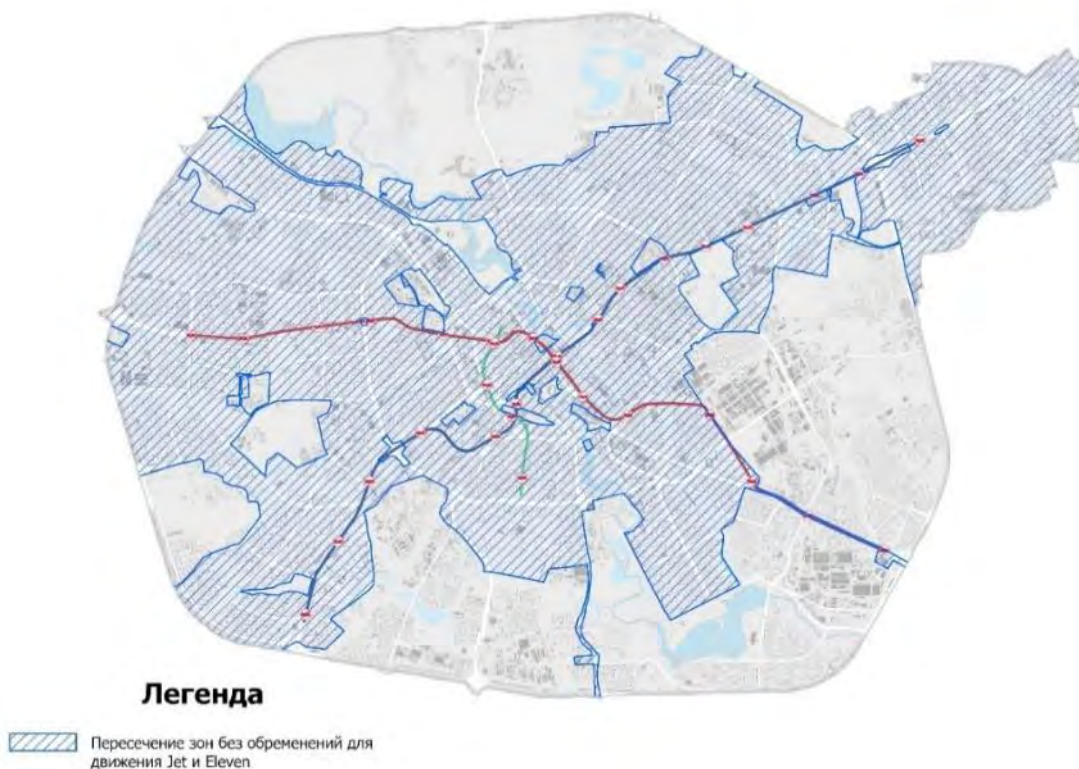 Легенда
Пересечение зон без обременений для
движения Jet и Eleven